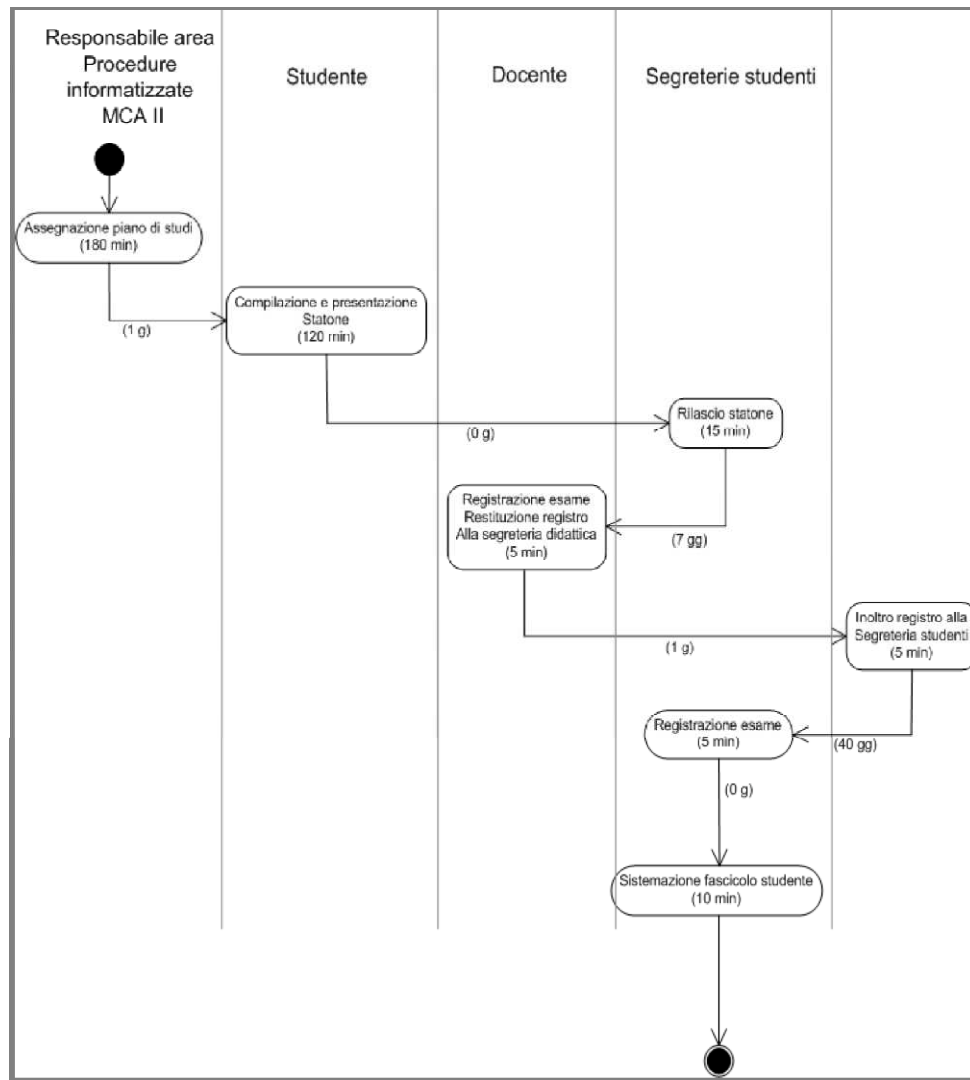 Responsabile area
Procedure
informatizzate
MCA II
Studente
Docente
Segreterie studenti
Assegnazione piano di studi
(180 min)
(1 g)
Compilazione e presentazione
Statone
(120 min)
(0 g)
Rilascio statone
(15 min)
(7 gg)
Registrazione esame
Restituzione registro
Alla segreteria didattica
(5 min)
(1 g)
Inoltro registro alla
Segreteria studenti
(5 min)
(40 gg)
Registrazione esame
(5 min)
(0 g)
Sistemazione fascicolo studente
(10 min)